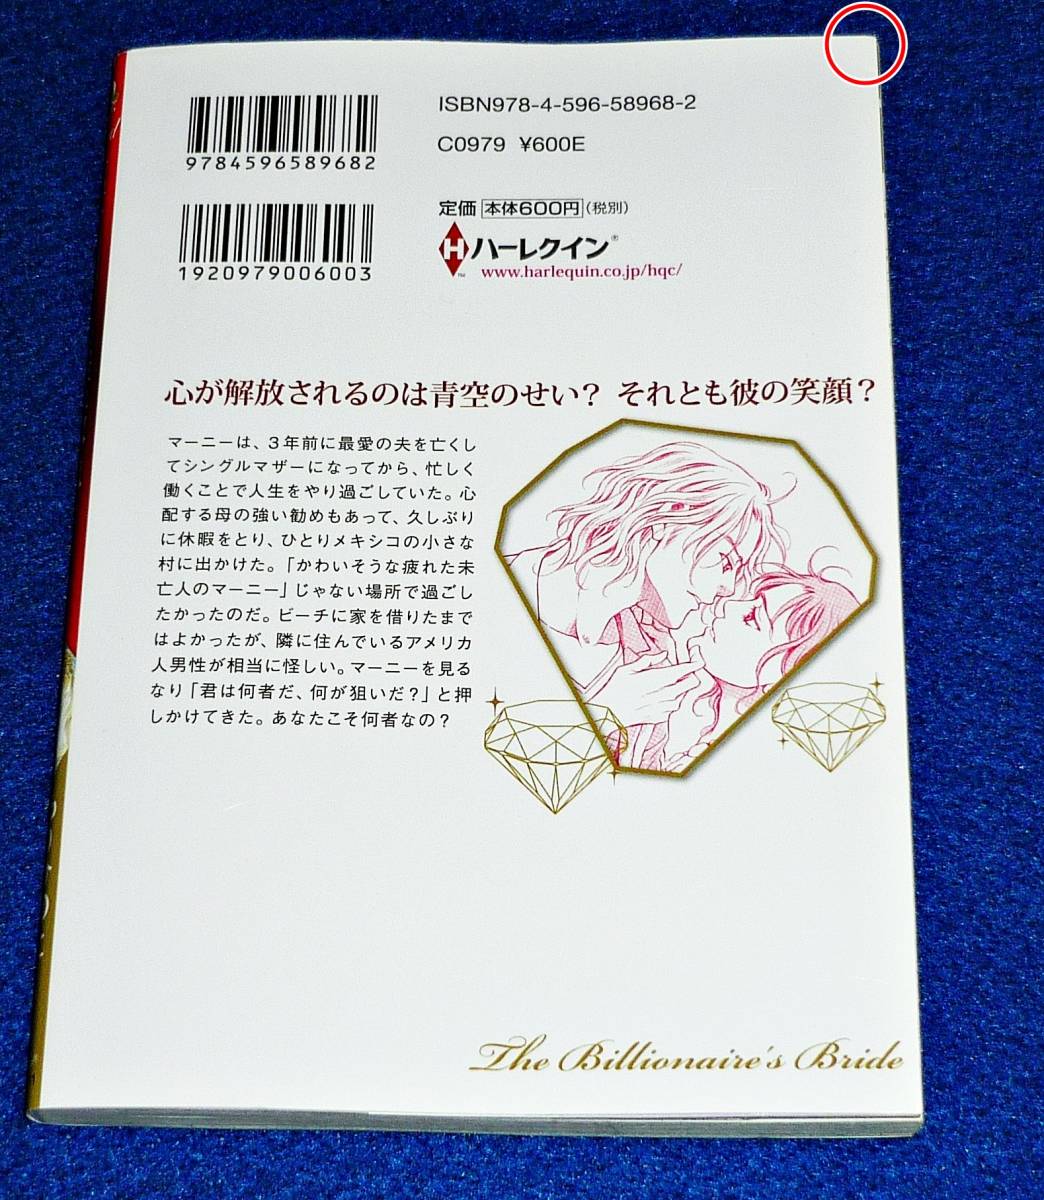 ISBN978-4-596-58968-2
9784596589682
C0979 ¥600E
定価 本体600円(税別)
H ハーレクイン®
TM
www.harlequin.co.jp/hqc/
1920979006003
心が解放されるのは青空のせい? それとも彼の笑顔?
マーニーは、3年前に最愛の夫を亡くし
てシングルマザーになってから、忙しく
働くことで人生をやり過ごしていた。心
配する母の強い勧めもあって、久しぶり
に休暇をとり、ひとりメキシコの小さな
村に出かけた。「かわいそうな疲れた未
亡人のマーニー」じゃない場所で過ごし
たかったのだ。ビーチに家を借りたまで
はよかったが、隣に住んでいるアメリカ
人男性が相当に怪しい。マーニーを見る
なり「君は何者だ、何が狙いだ?」と押
しかけてきた。あなたこそ何者なの?
The Billionaire's Bride